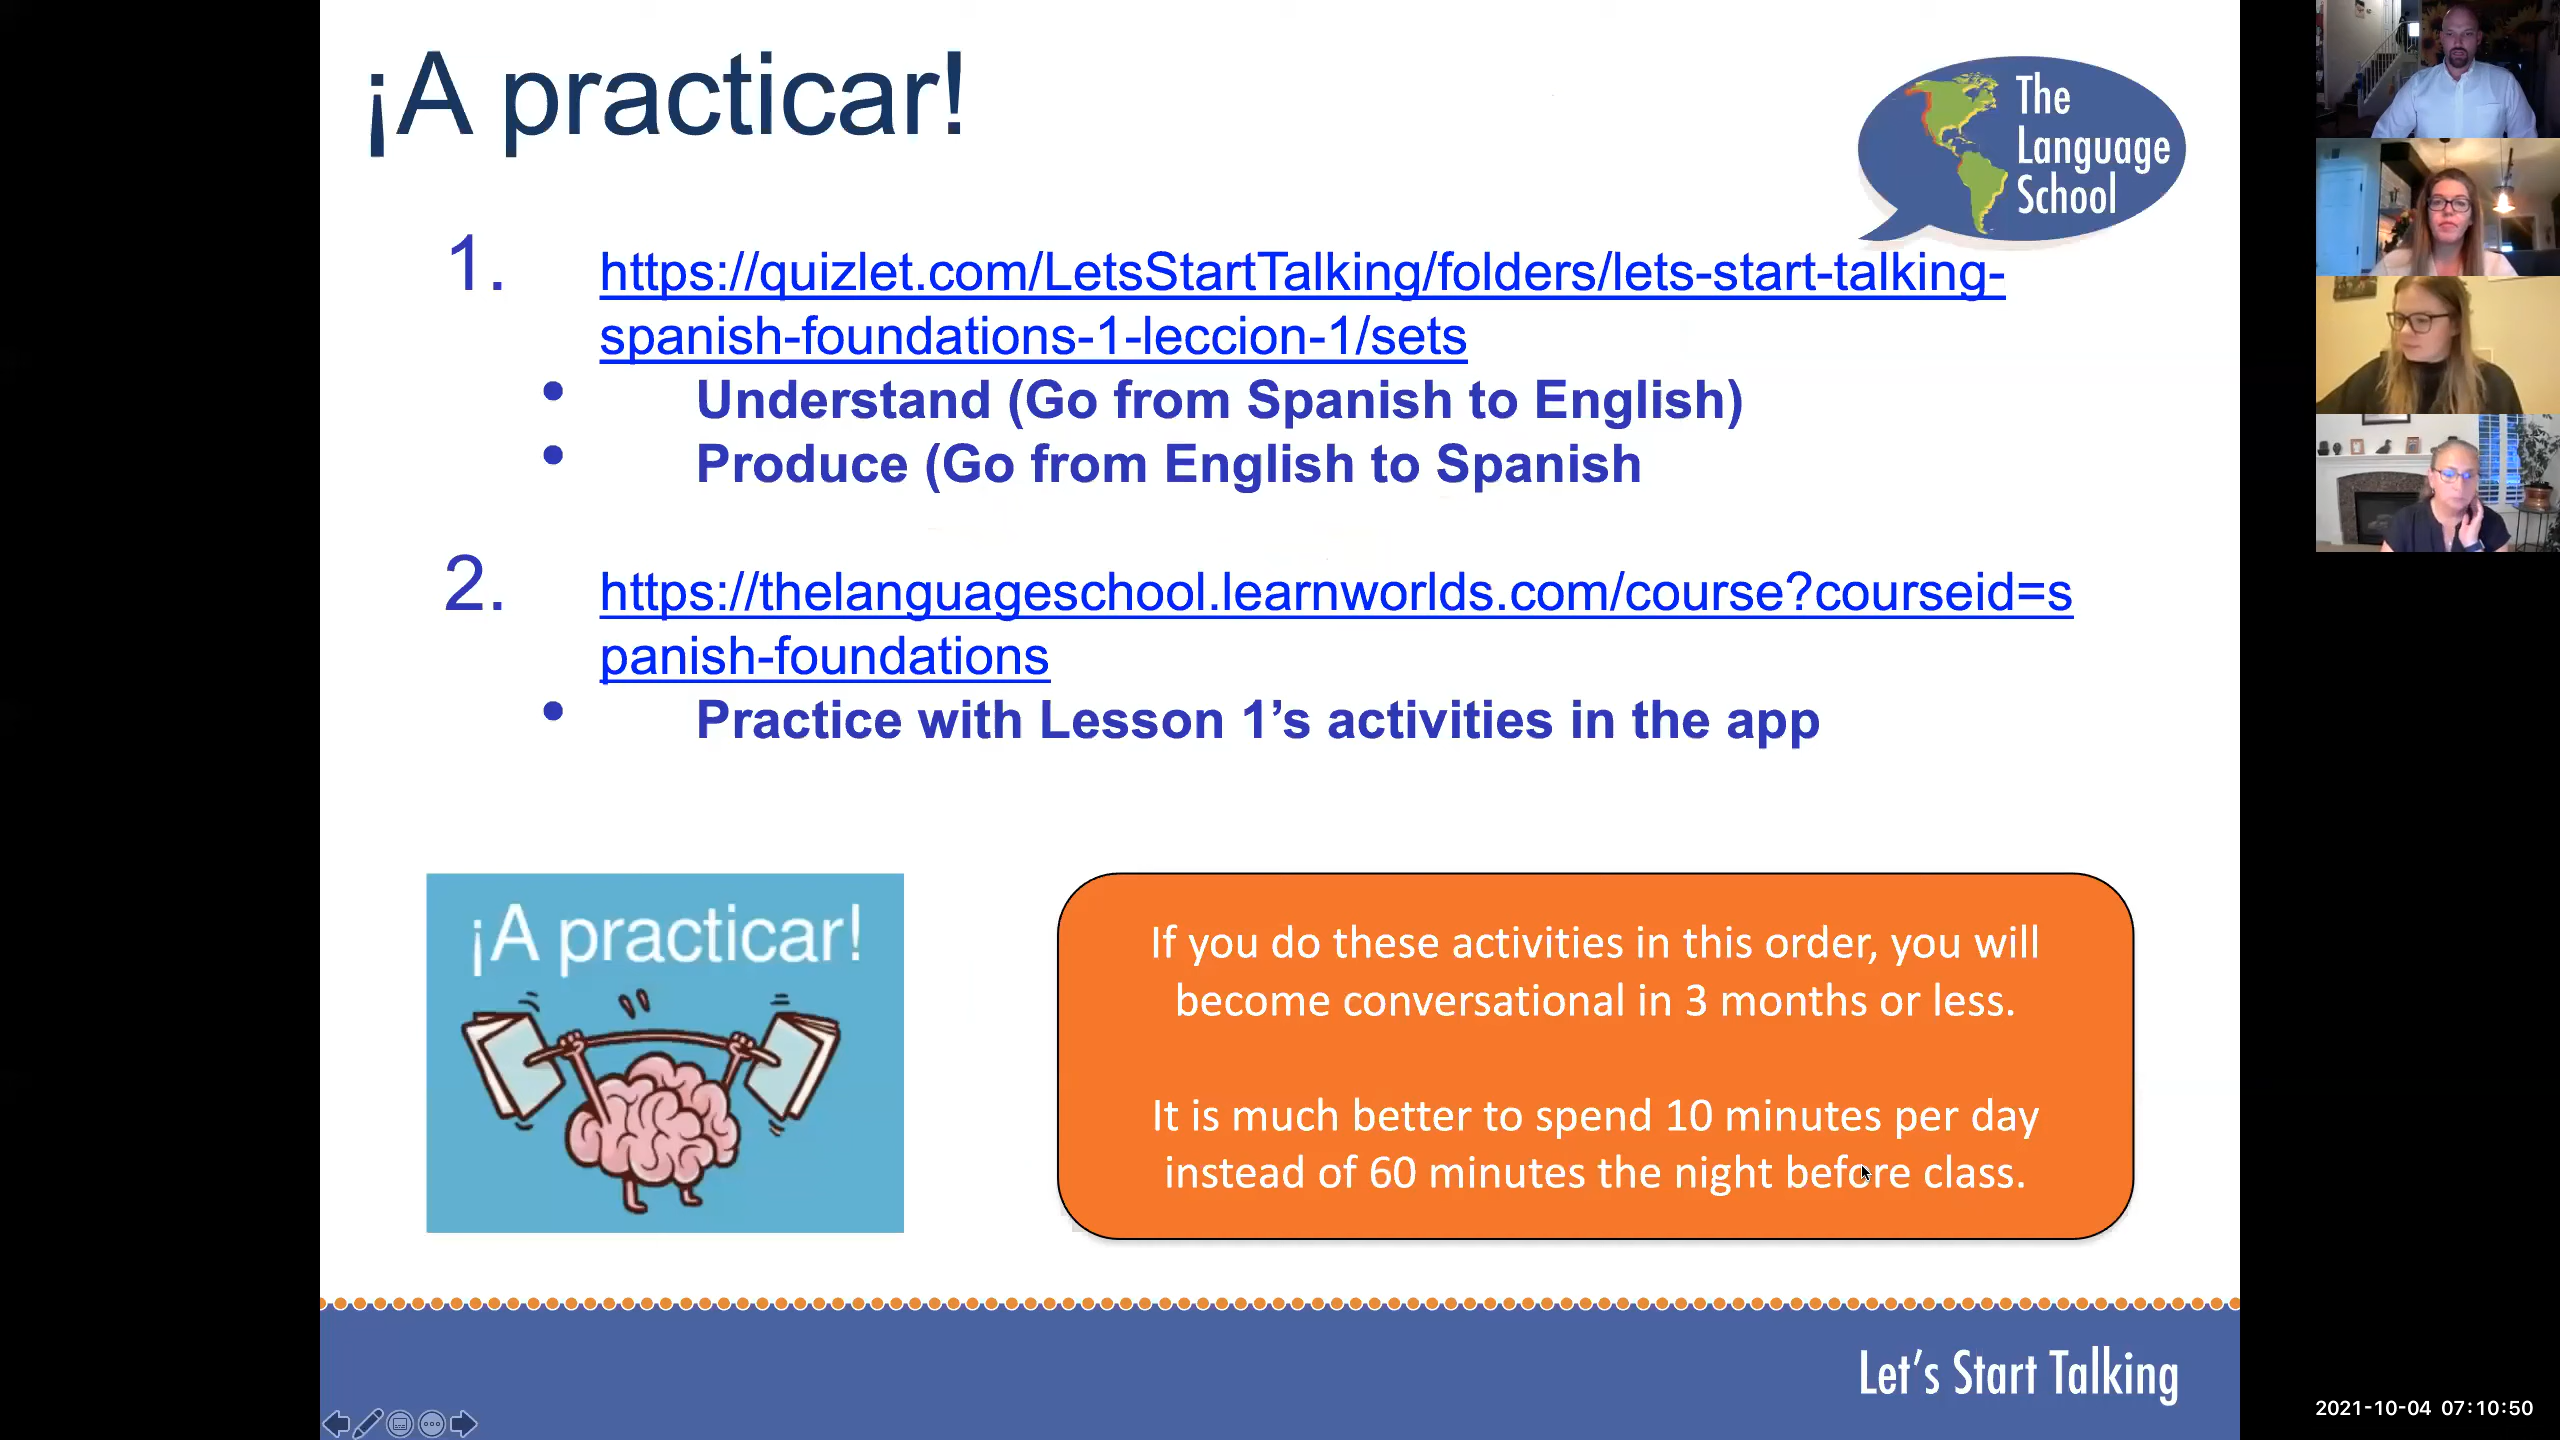 ¡A practicar!
The
Language
School
1. https://quizlet.com/LetsStartTalking/folders/lets-start-talking-
spanish-foundations-1-leccion-1/sets
• Understand (Go from Spanish to English)
• Produce (Go from English to Spanish
2. https://thelanguageschool.learnworlds.com/course?courseid=s
panish-foundations
• Practice with Lesson 1’s activities in the app
¡A practicar!
If you do these activities in this order, you will
become conversational in 3 months or less.
It is much better to spend 10 minutes per day
instead of 60 minutes the night before class.
Let’s Start Talking
2021-10-04 07:10:50